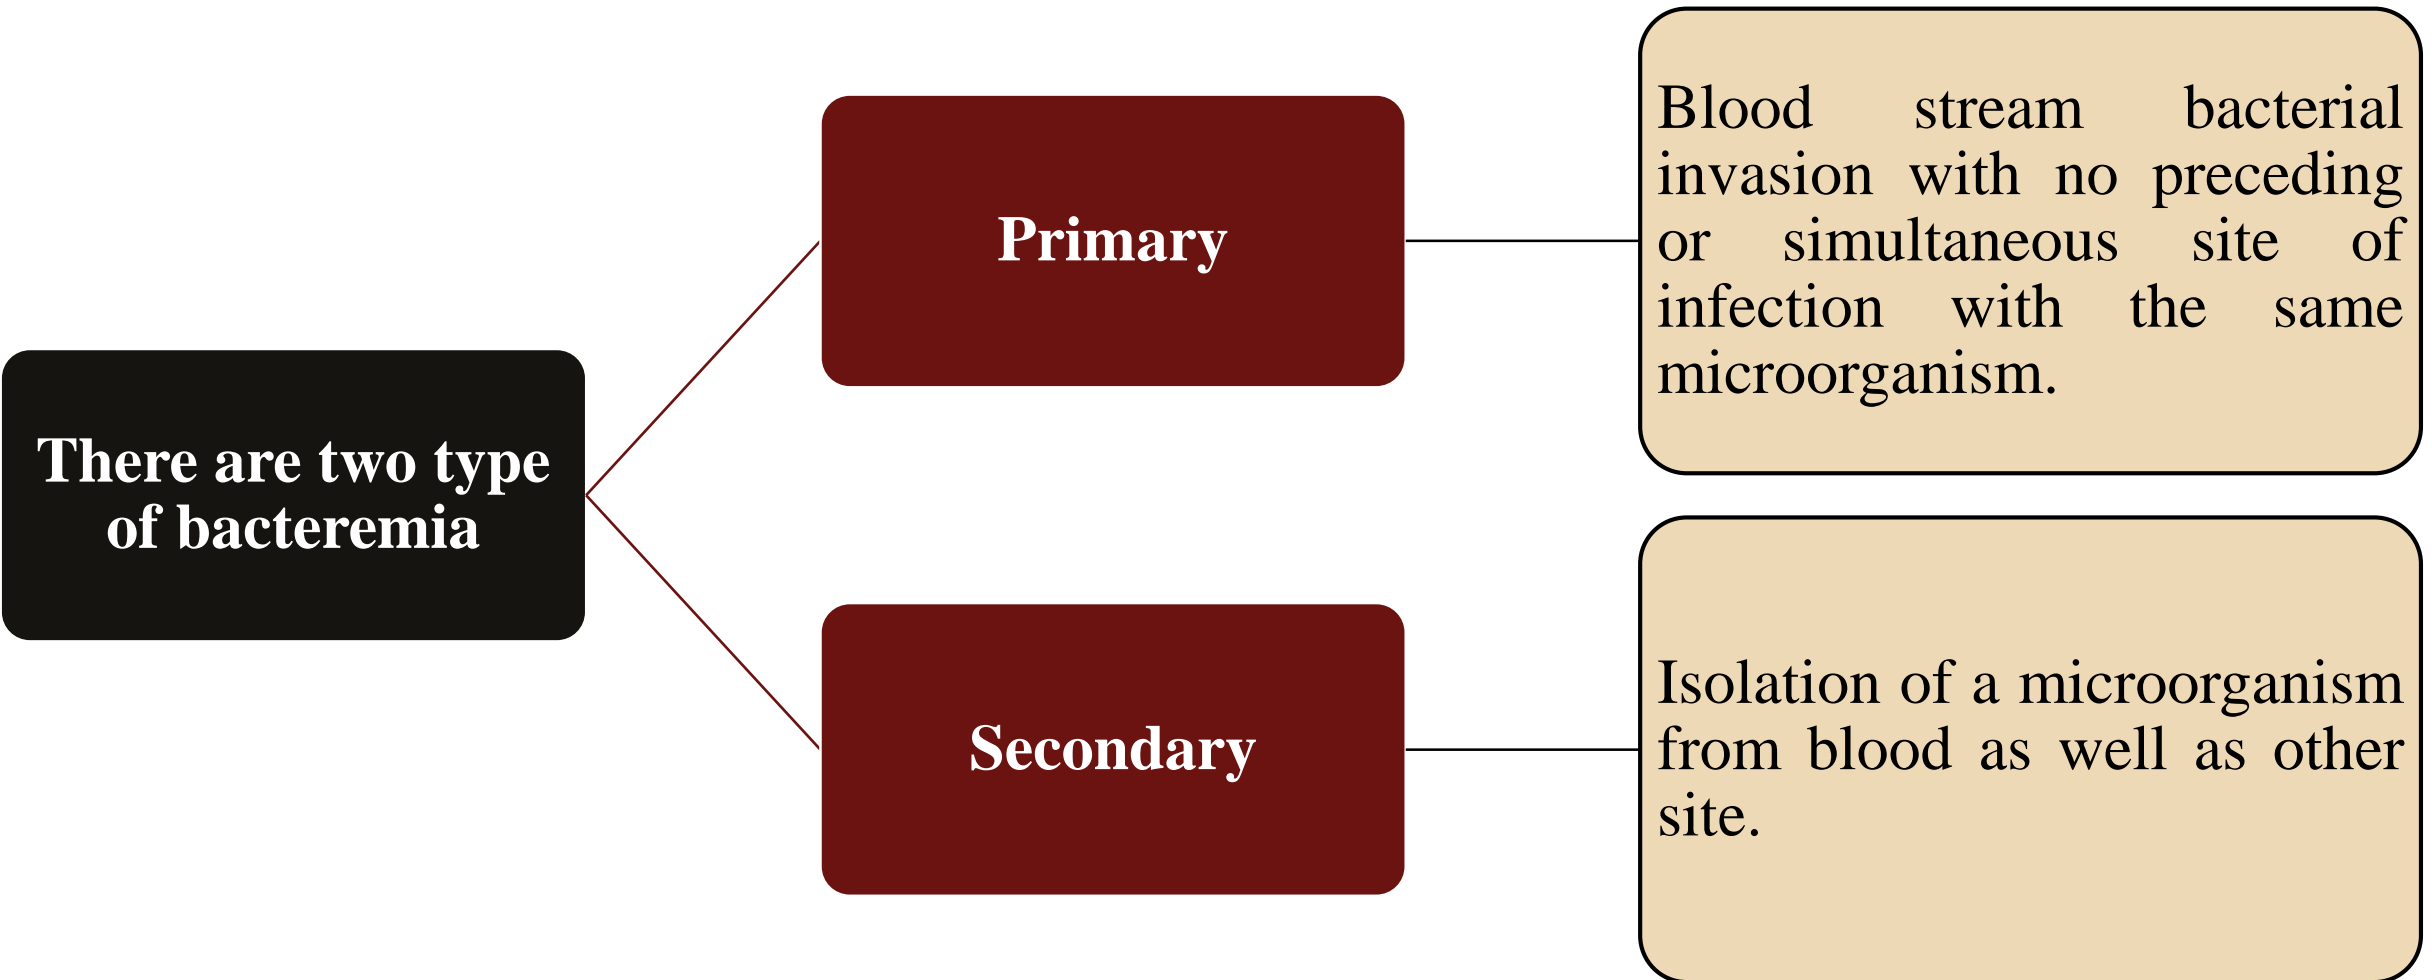 There are two type
of bacteremia
Primary
Blood stream bacterial
invasion with no preceding
or simultaneous site of
infection with the same
microorganism.
Secondary
Isolation of a microorganism
from blood as well as other
site.